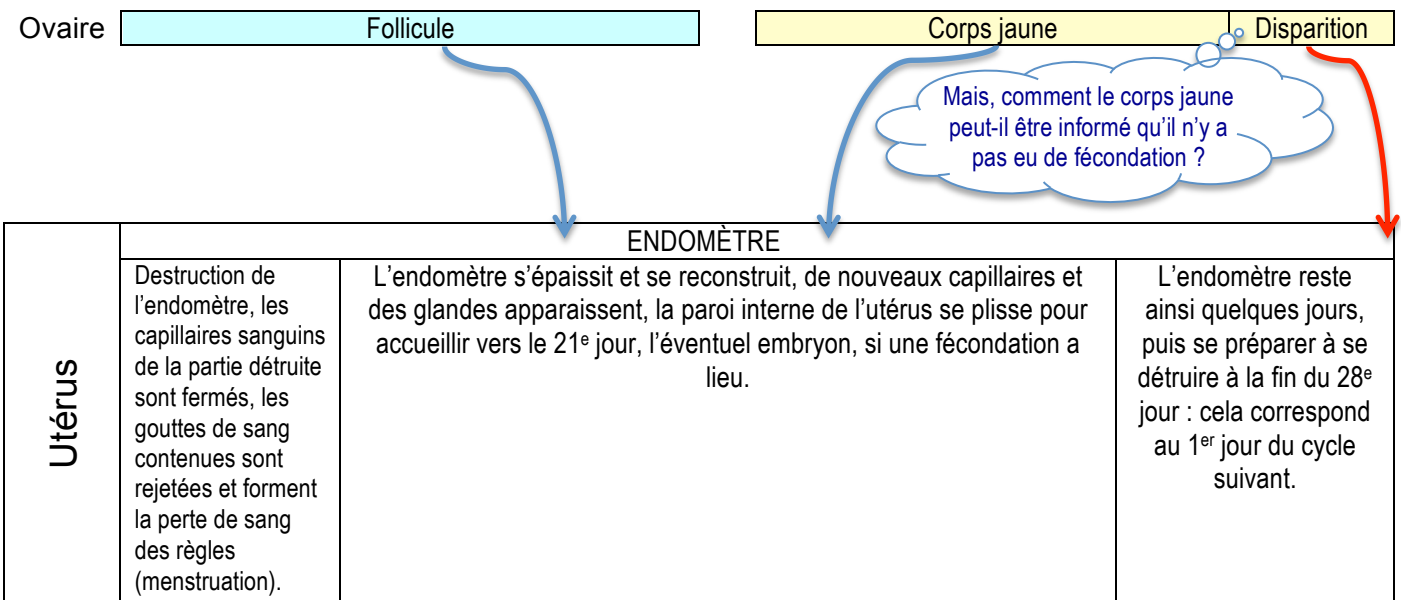 Ovaire
Follicule
Corps jaune
Disparition
Mais, comment le corps jaune
peut-il être informé qu'il n'y a
pas eu de fécondation ?
Utérus
ENDOMÈTRE
Destruction de
l'endomètre, les
capillaires sanguins
de la partie détruite
sont fermés, les
gouttes de sang
contenues sont
rejetées et forment
la perte de sang
des règles
(menstruation).
L'endomètre s'épaissit et se reconstruit, de nouveaux capillaires et
des glandes apparaissent, la paroi interne de l'utérus se plisse pour
accueillir vers le 21e jour, l'éventuel embryon, si une fécondation a
lieu.
L'endomètre reste
ainsi quelques jours,
puis se préparer à se
détruire à la fin du 28e
jour : cela correspond
au 1er jour du cycle
suivant.